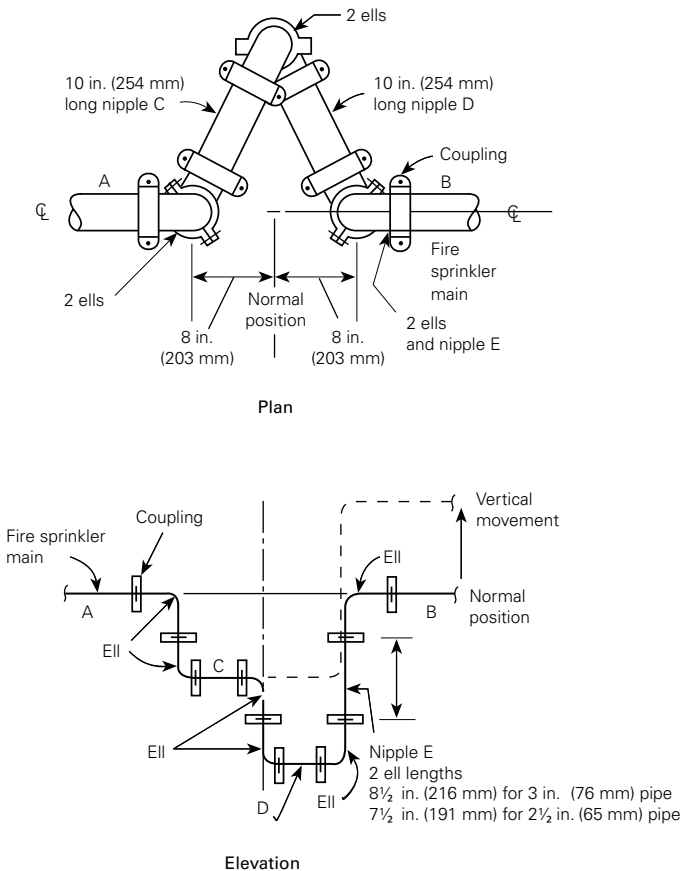 2 ells
10 in. (254 mm)
long nipple C
10 in. (254 mm)
long nipple D
Coupling
A
B
℄
℄
Fire
sprinkler
main
2 ells
Normal
position
8 in.
(203 mm)
8 in.
(203 mm)
2 ells
and nipple E
Plan
Vertical
movement
Coupling
Fire sprinkler
main
Ell
A
B
Normal
position
Ell
C
Ell
Nipple E
2 ell lengths
8½ in. (216 mm) for 3 in. (76 mm) pipe
7½ in. (191 mm) for 2½ in. (65 mm) pipe
D
Ell
Elevation